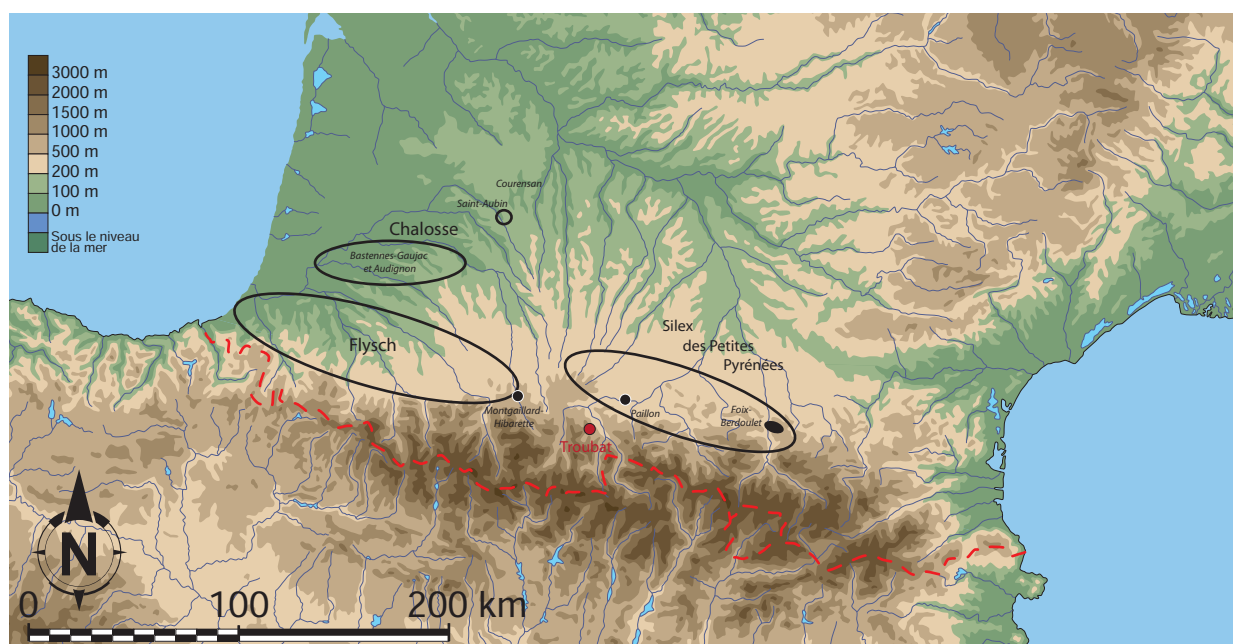 3000 m
2000 m
1500 m
1000 m
500 m
200 m
100 m
0 m
Sous le niveau
de la mer
Courensan
Saint-Aubin
Chalosse
Bastennes-Gaujac
et Audignon
Flysch
Silex
des Petites
Pyrénées
Montgaillard-
Hibarette
Paillon
Foix-
Berdoulet
Troubat
N
0
100
200 km